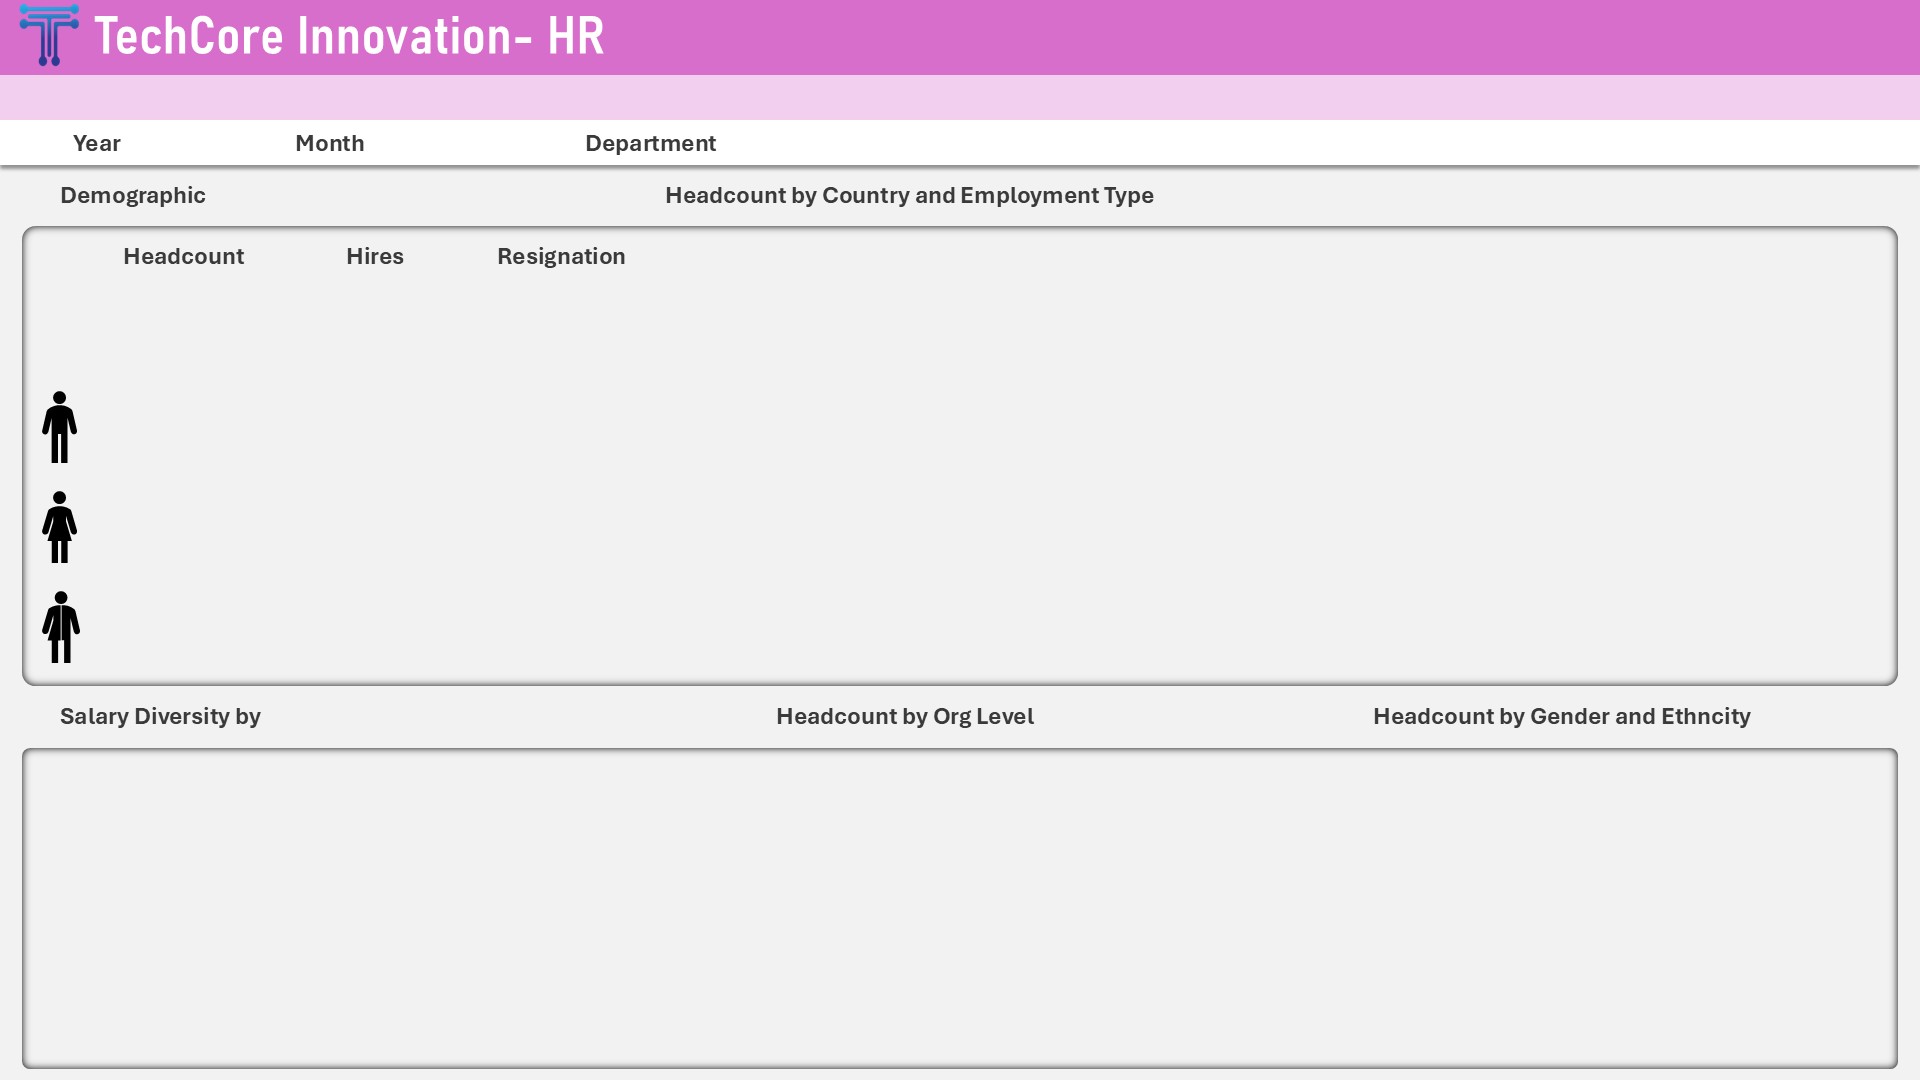 TechCore Innovation- HR
Year Month Department
Demographic Headcount by Country and Employment Type
Headcount Hires Resignation
Salary Diversity by Headcount by Org Level Headcount by Gender and Ethncity